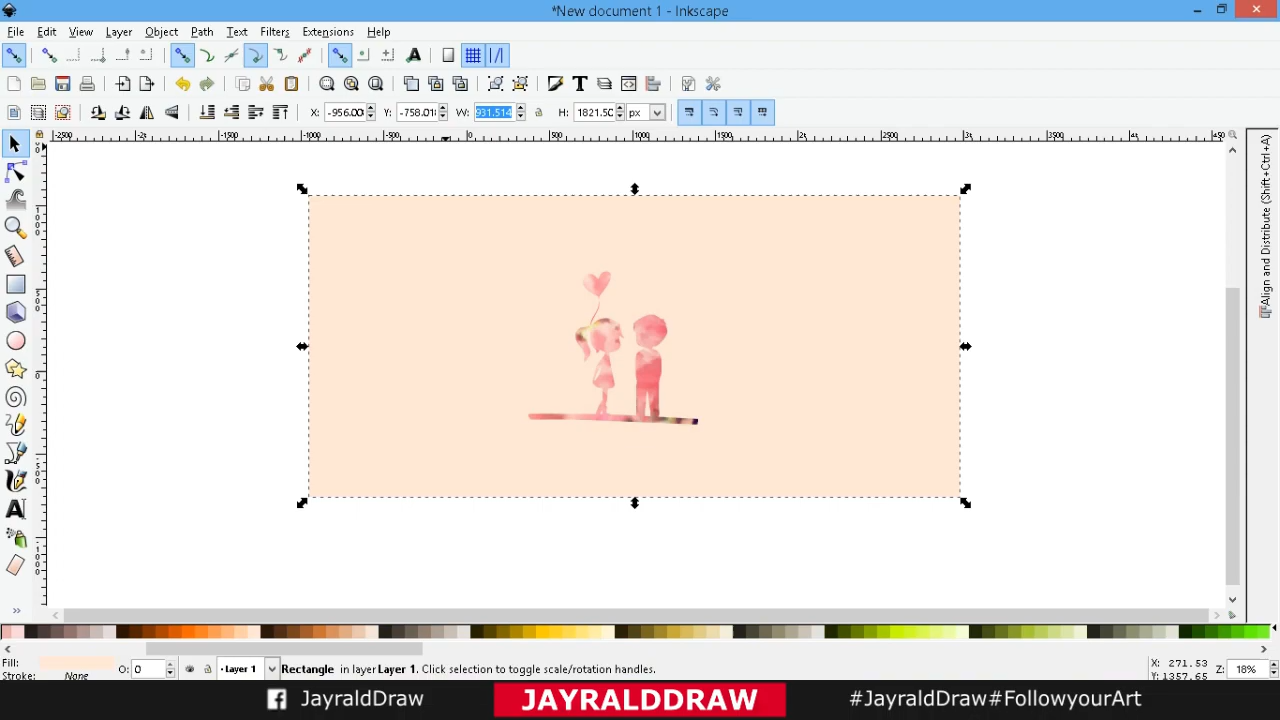 *New document 1 - Inkscape
File Edit View Layer Object Path Text Filters Extensions Help
X: -956.00 Y: -758.01 W: 931.514 H: 1821.50 px
Align and Distribute (Shift+Ctrl+A)
Fill: O: 0 Layer 1 Rectangle in layer Layer 1. Click selection to toggle scale/rotation handles. X: 271.53 Z: 18%
Stroke: None Y: 1357.65
JayraldDraw JAYRALDDRAW #JayraldDraw#FollowyourArt